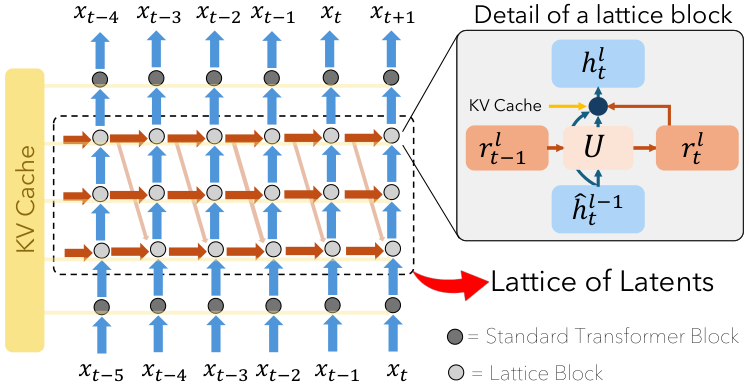 x_{t-4} x_{t-3} x_{t-2} x_{t-1} x_t x_{t+1}
Detail of a lattice block
h_t^l
KV Cache
r_{t-1}^l U r_t^l
ĥ_t^{l-1}
KV Cache
Lattice of Latents
= Standard Transformer Block
= Lattice Block
x_{t-5} x_{t-4} x_{t-3} x_{t-2} x_{t-1} x_t